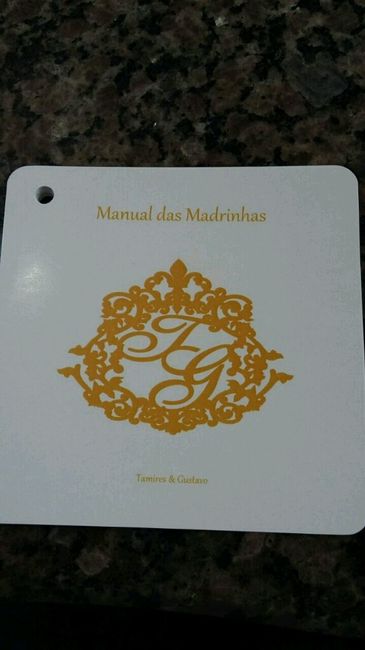 Manual das Madrinhas
TG
Tamires & Gustavo